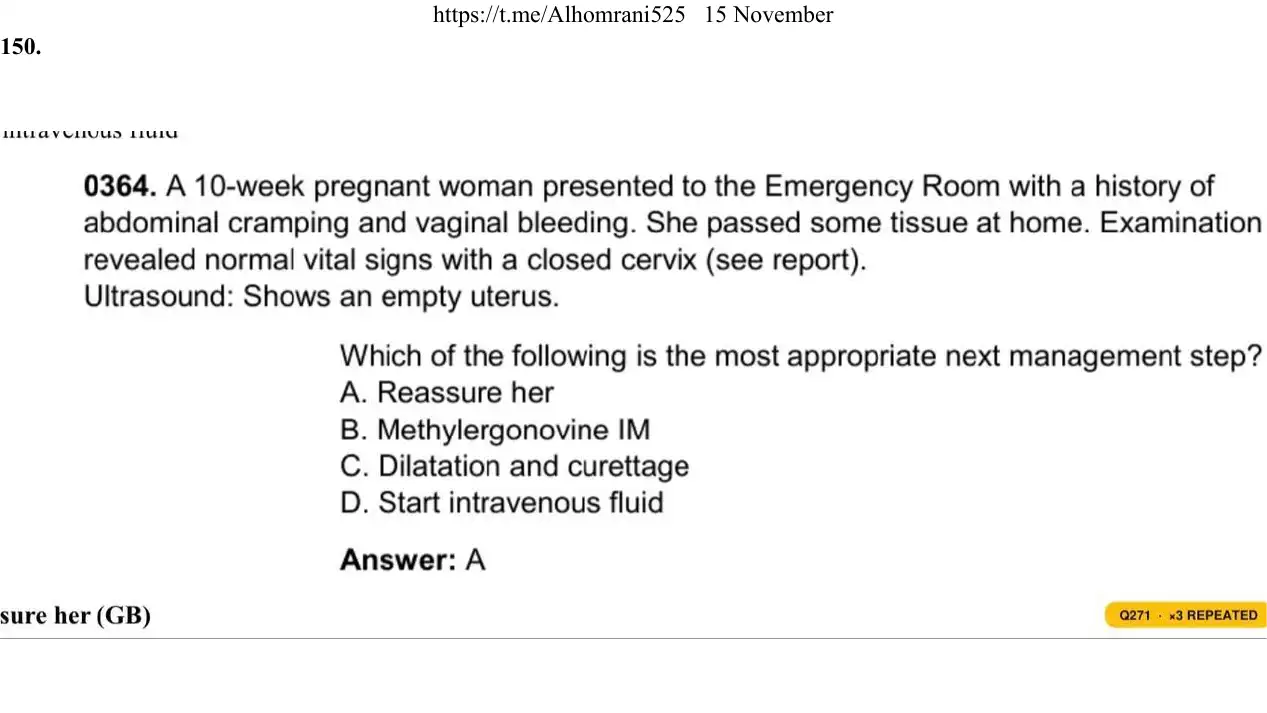 https://t.me/Alhomrani525 15 November
150.
intravenous fluid
0364. A 10-week pregnant woman presented to the Emergency Room with a history of
abdominal cramping and vaginal bleeding. She passed some tissue at home. Examination
revealed normal vital signs with a closed cervix (see report).
Ultrasound: Shows an empty uterus.
Which of the following is the most appropriate next management step?
A. Reassure her
B. Methylergonovine IM
C. Dilatation and curettage
D. Start intravenous fluid
Answer: A
sure her (GB)
Q271 · ×3 REPEATED